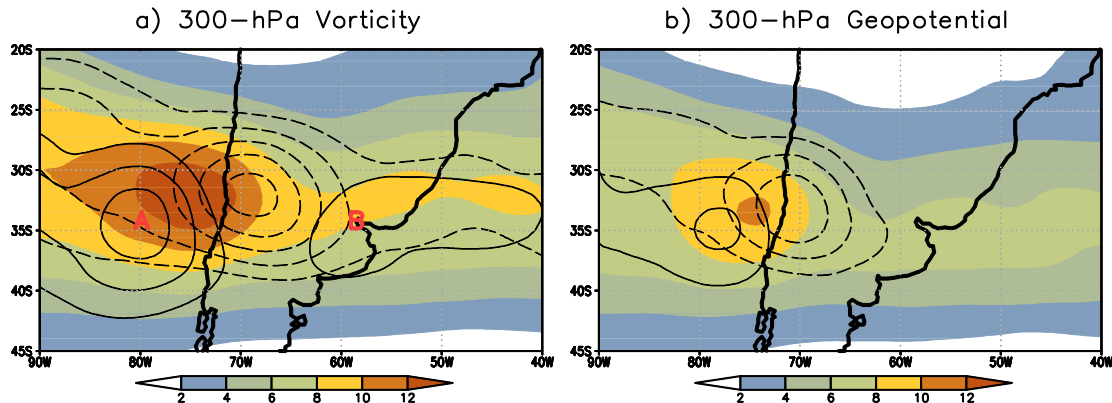 a) 300-hPa Vorticity
b) 300-hPa Geopotential
20S
25S
30S
35S
40S
45S
90W 80W 70W 60W 50W 40W
A
B
2 4 6 8 10 12
20S
25S
30S
35S
40S
45S
90W 80W 70W 60W 50W 40W
2 4 6 8 10 12